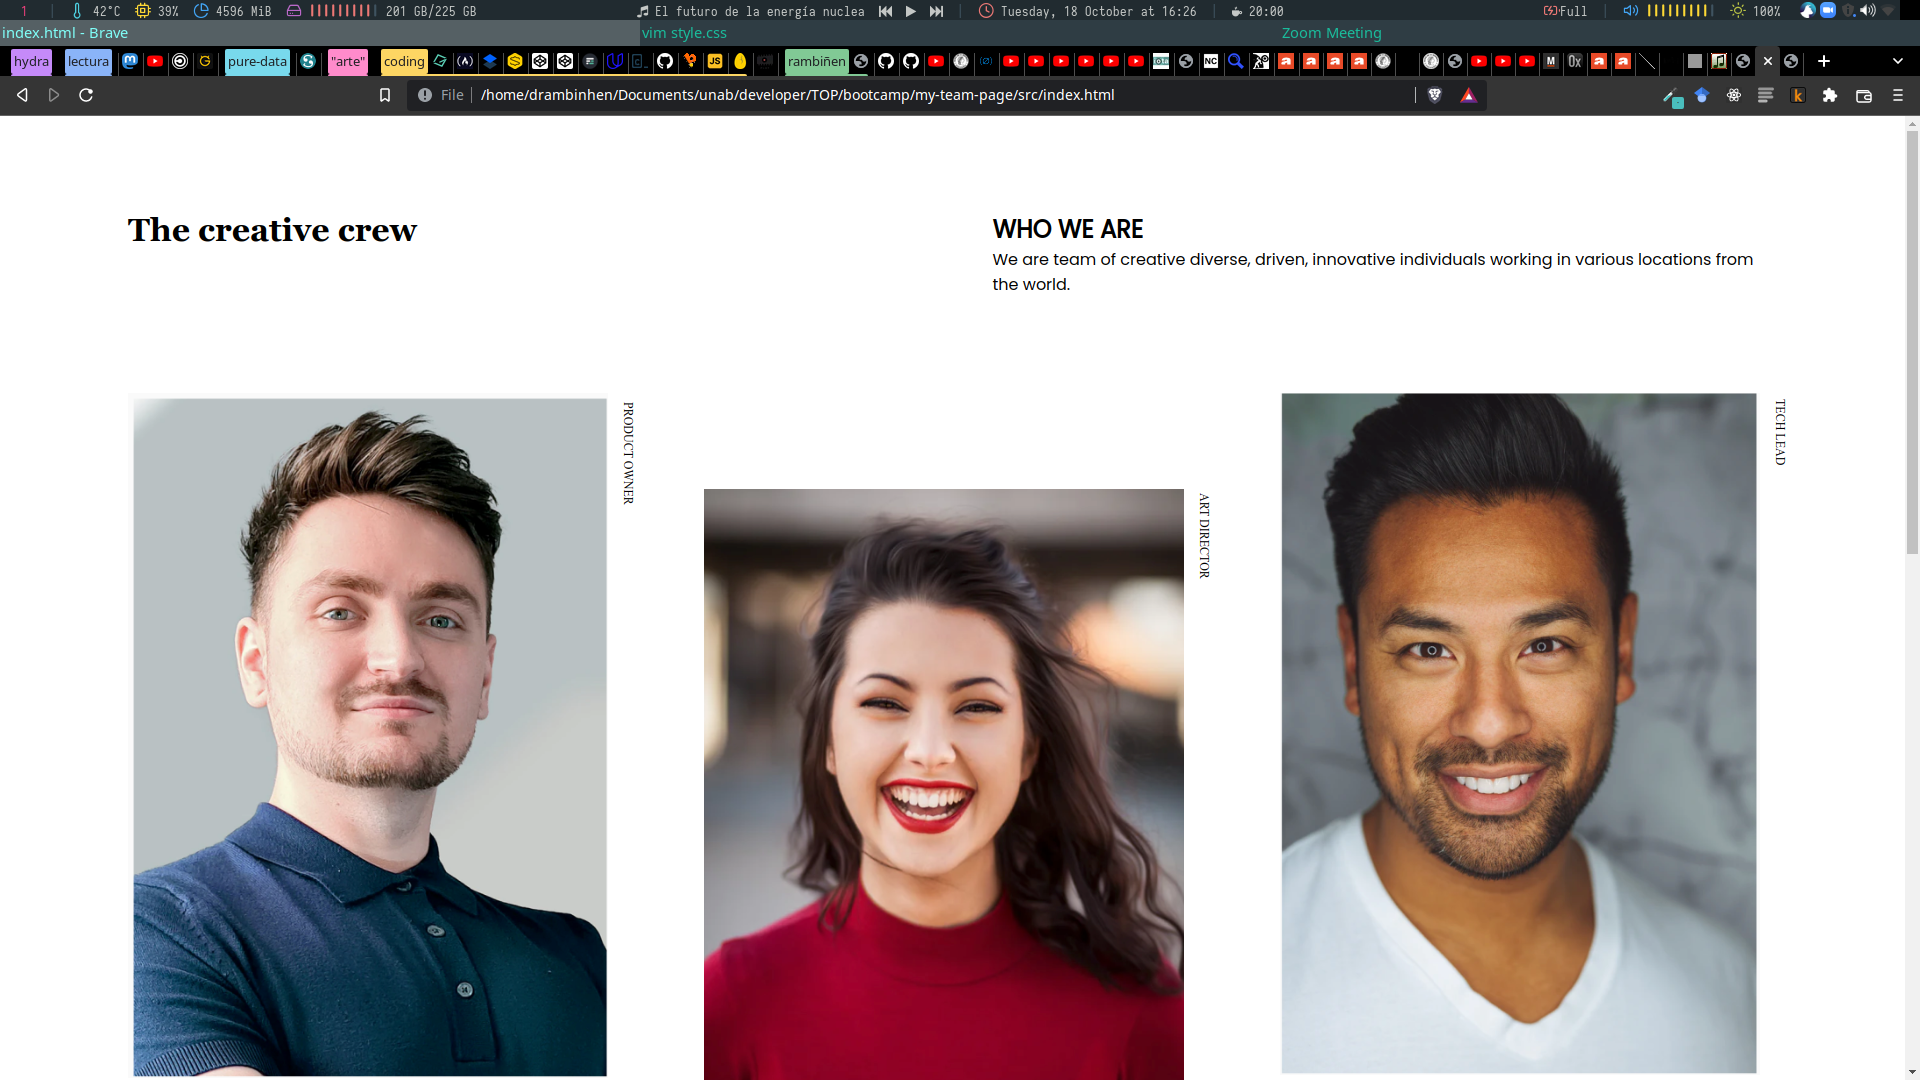 1 42°C 39% 4596 MiB 201 GB/225 GB El futuro de la energía nuclea Tuesday, 18 October at 16:26 20:00 Full 100%
index.html - Brave vim style.css Zoom Meeting
hydra lectura pure-data "arte" coding JS rambiñen NC M 0x
File /home/drambinhen/Documents/unab/developer/TOP/bootcamp/my-team-page/src/index.html
The creative crew
WHO WE ARE
We are team of creative diverse, driven, innovative individuals working in various locations from
the world.
PRODUCT OWNER
ART DIRECTOR
TECH LEAD